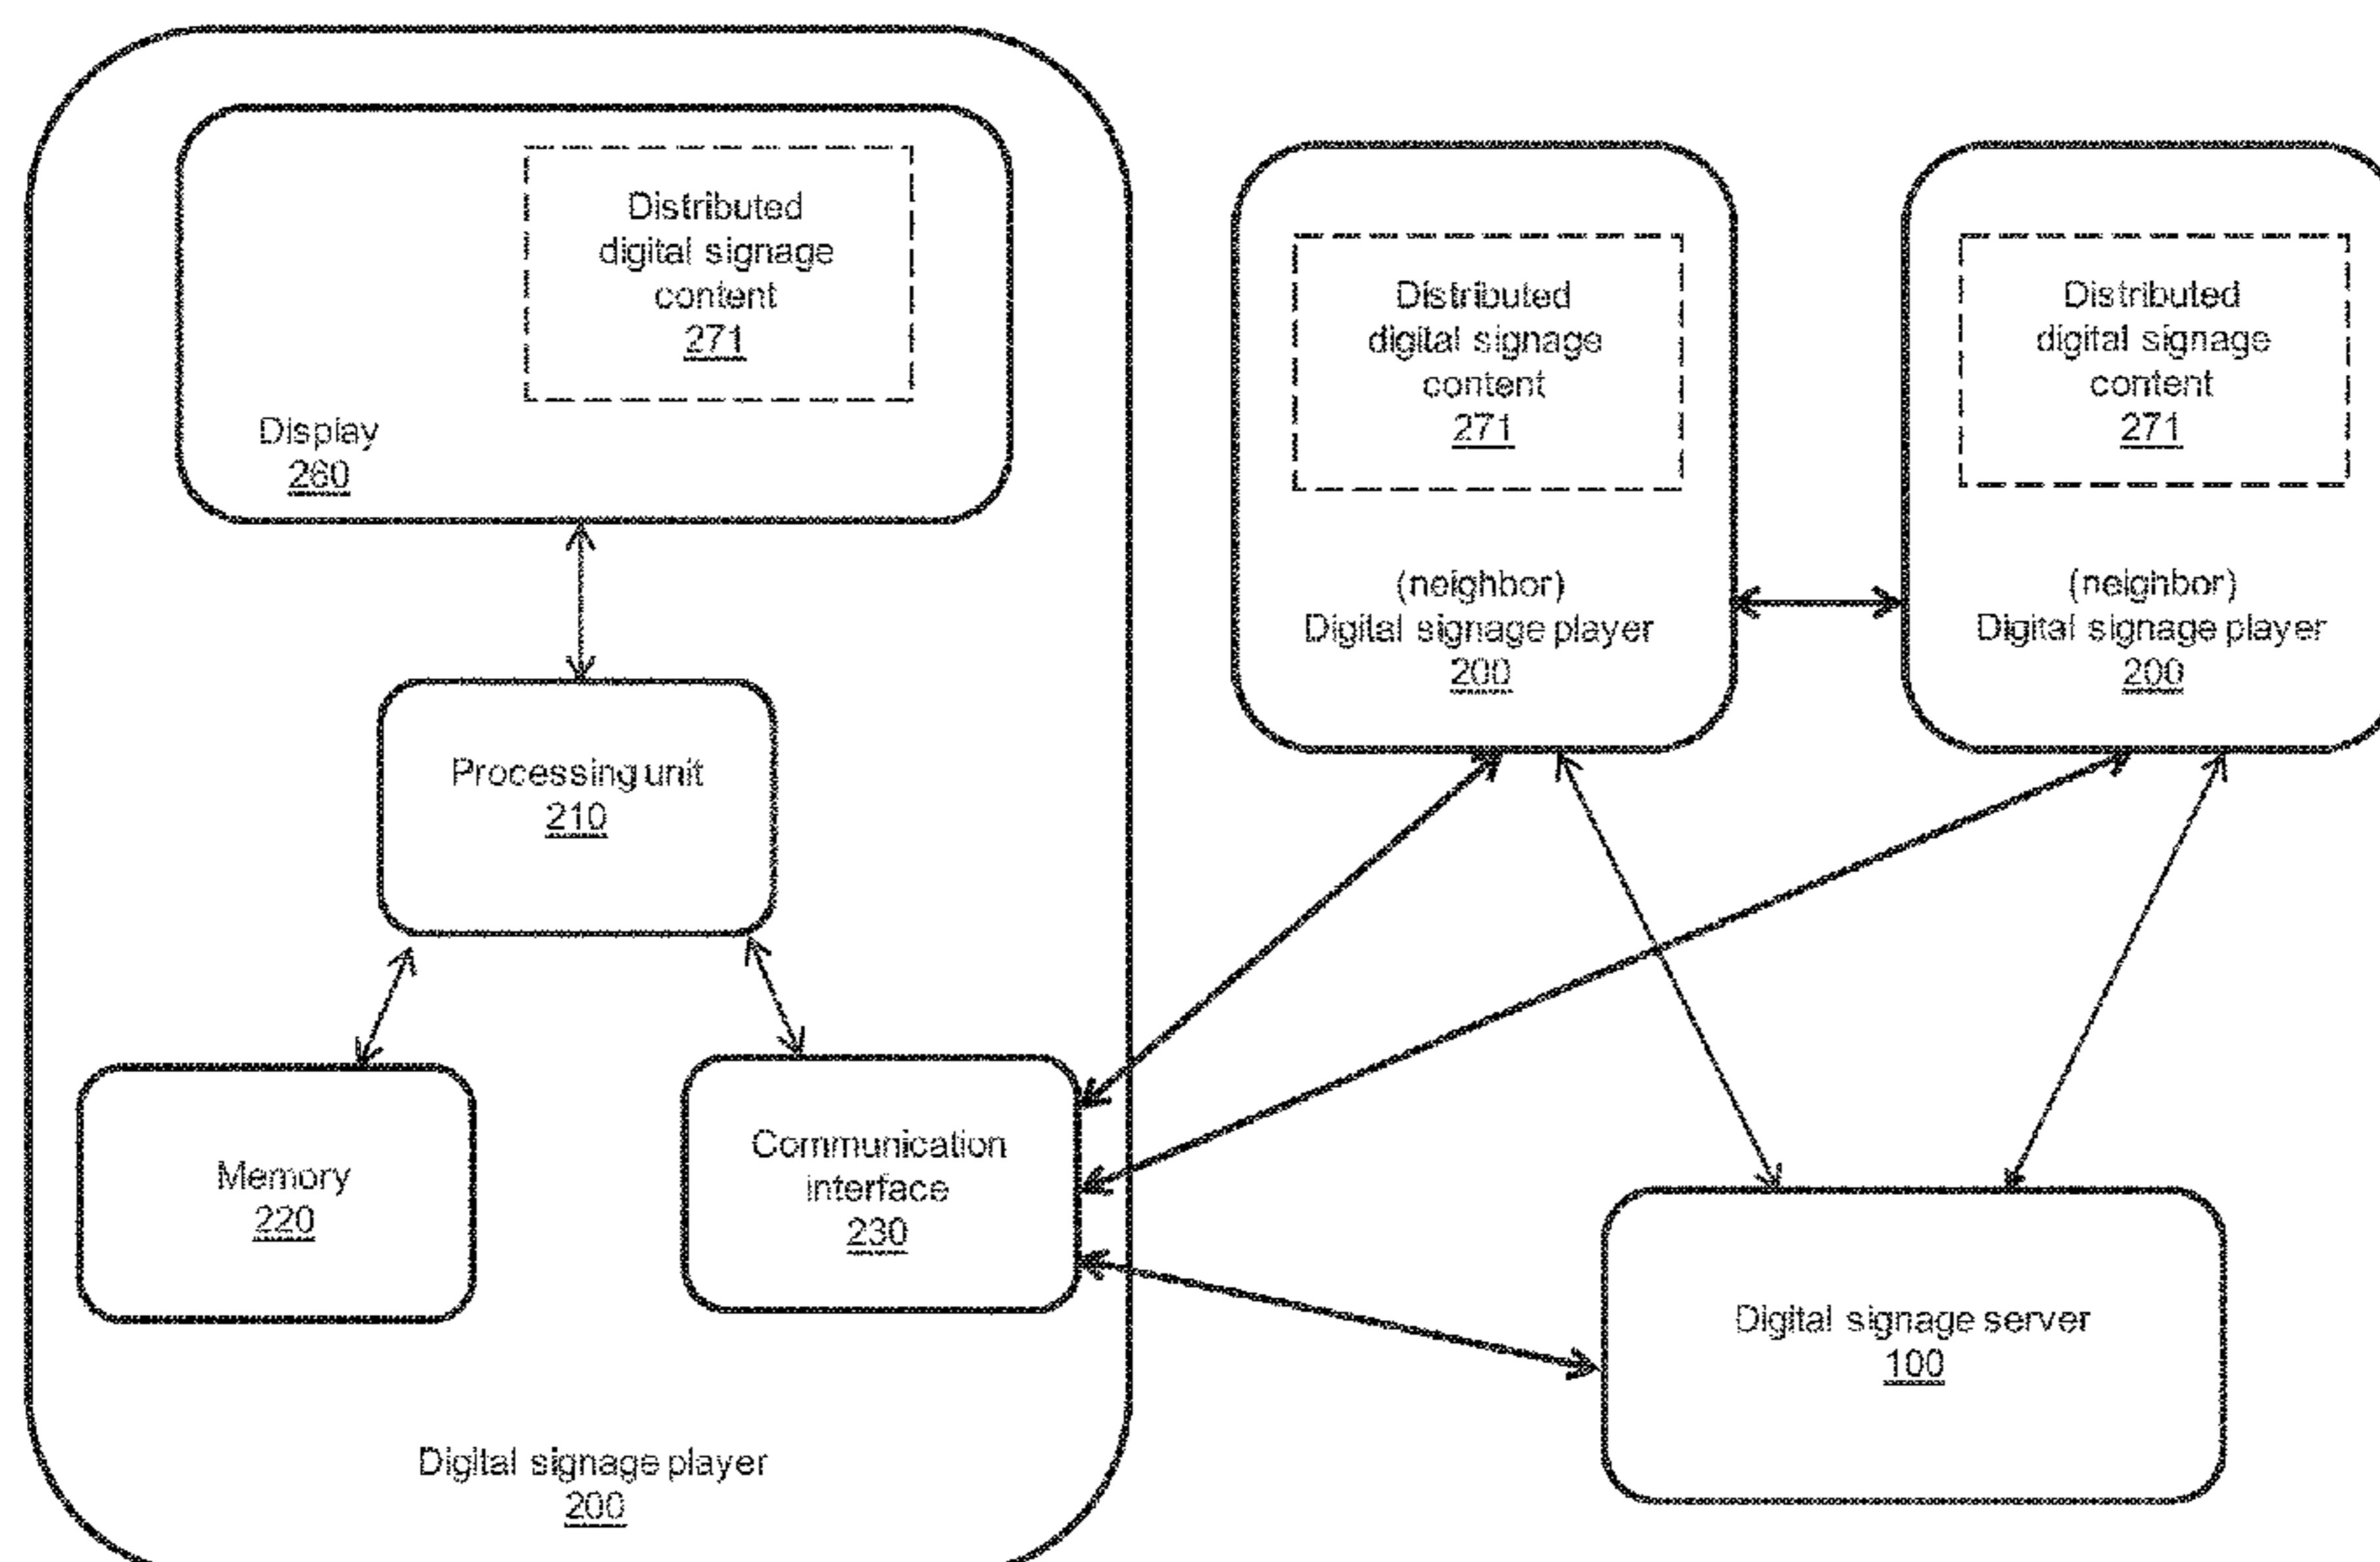 Distributed
digital signage
content
271
Display
260
Processing unit
210
Memory
220
Communication
interface
230
Digital signage player
200
Distributed
digital signage
content
271
(neighbor)
Digital signage player
200
Distributed
digital signage
content
271
(neighbor)
Digital signage player
200
Digital signage server
100